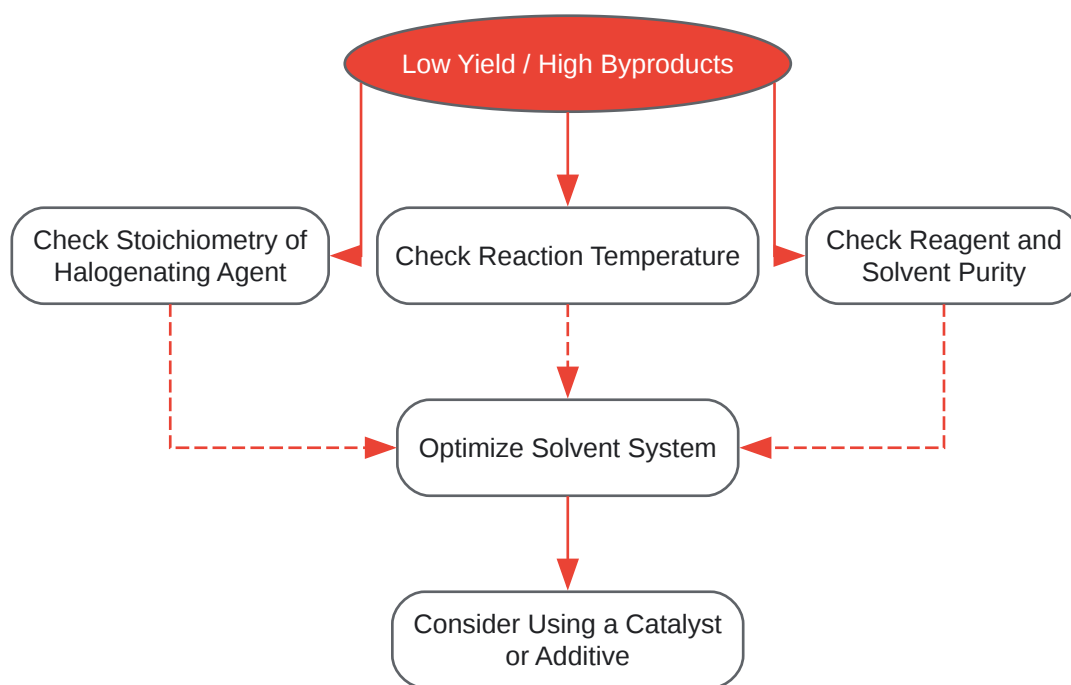 Low Yield / High Byproducts
Check Stoichiometry of
Halogenating Agent
Check Reaction Temperature
Check Reagent and
Solvent Purity
Optimize Solvent System
Consider Using a Catalyst
or Additive